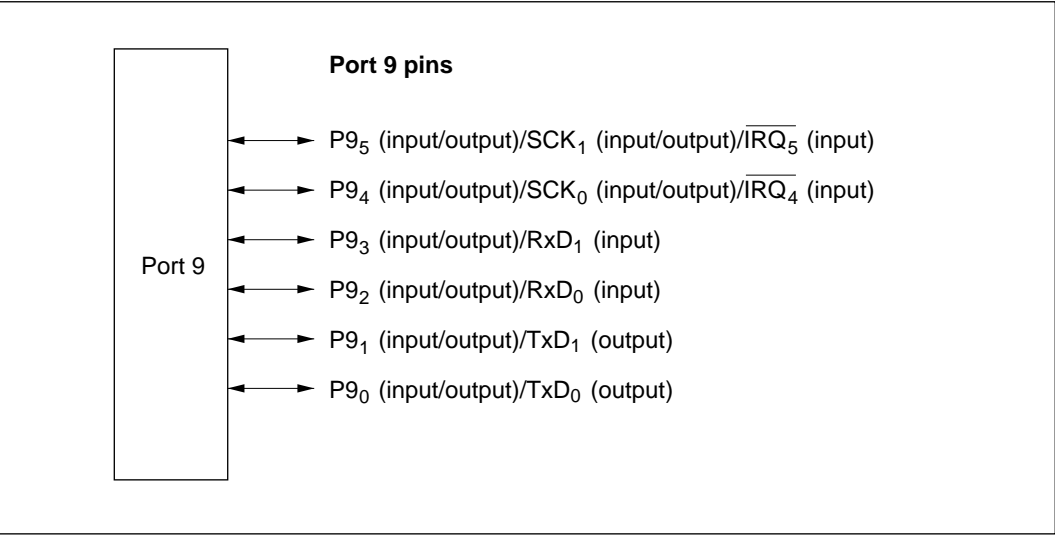 Port 9 pins
P9₅ (input/output)/SCK₁ (input/output)/I̅R̅Q̅₅̅ (input)
P9₄ (input/output)/SCK₀ (input/output)/I̅R̅Q̅₄̅ (input)
P9₃ (input/output)/RxD₁ (input)
Port 9
P9₂ (input/output)/RxD₀ (input)
P9₁ (input/output)/TxD₁ (output)
P9₀ (input/output)/TxD₀ (output)